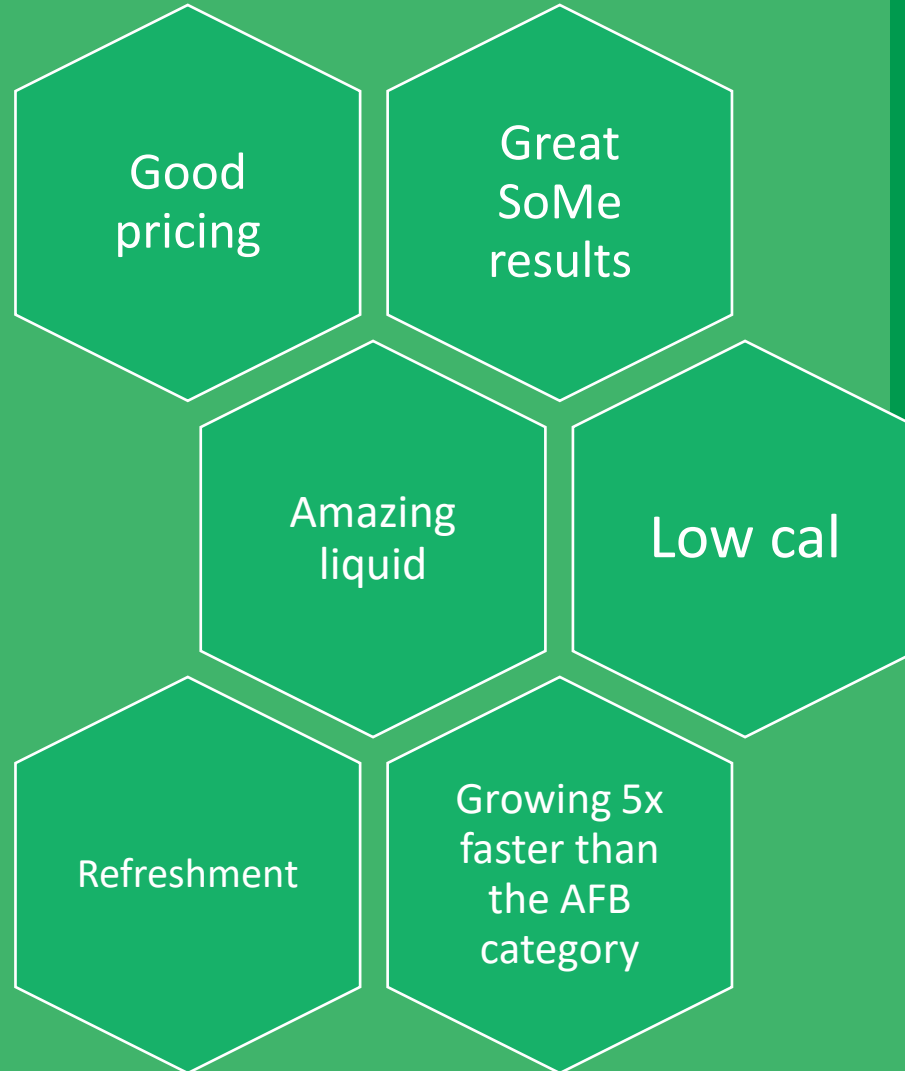 Good
pricing
Great
SoMe
results
Amazing
liquid
Low cal
Refreshment
Growing 5x
faster than
the AFB
category